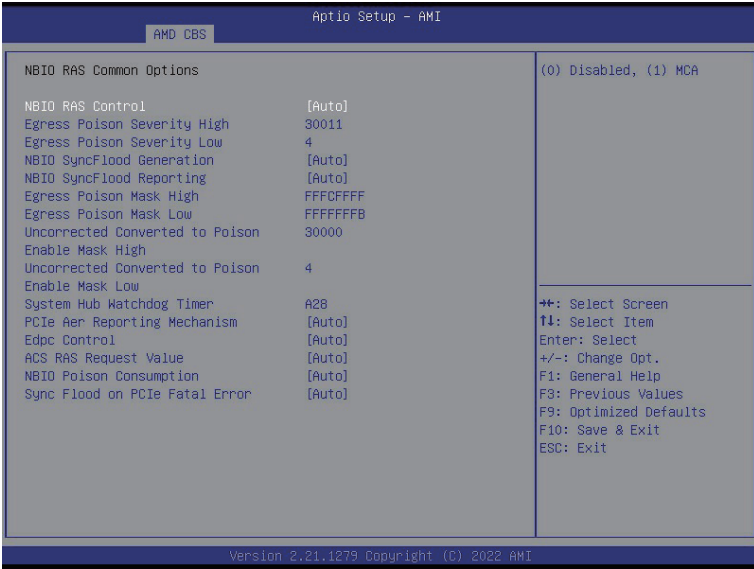 Aptio Setup – AMI
AMD CBS
NBIO RAS Common Options
(0) Disabled, (1) MCA
NBIO RAS Control [Auto]
Egress Poison Severity High 30011
Egress Poison Severity Low 4
NBIO SyncFlood Generation [Auto]
NBIO SyncFlood Reporting [Auto]
Egress Poison Mask High FFFCFFFF
Egress Poison Mask Low FFFFFFFB
Uncorrected Converted to Poison 30000
Enable Mask High
Uncorrected Converted to Poison 4
Enable Mask Low
System Hub Watchdog Timer A28
PCIe Aer Reporting Mechanism [Auto]
Edpc Control [Auto]
ACS RAS Request Value [Auto]
NBIO Poison Consumption [Auto]
Sync Flood on PCIe Fatal Error [Auto]
→←: Select Screen
↑↓: Select Item
Enter: Select
+/-: Change Opt.
F1: General Help
F3: Previous Values
F9: Optimized Defaults
F10: Save & Exit
ESC: Exit
Version 2.21.1279 Copyright (C) 2022 AMI